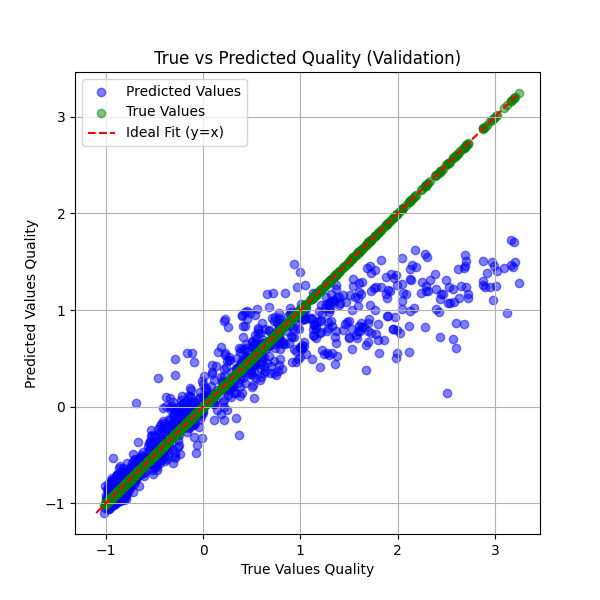 True vs Predicted Quality (Validation)
Predicted Values
True Values
Ideal Fit (y=x)
Predicted Values Quality
3
2
1
0
−1
−1 0 1 2 3
True Values Quality